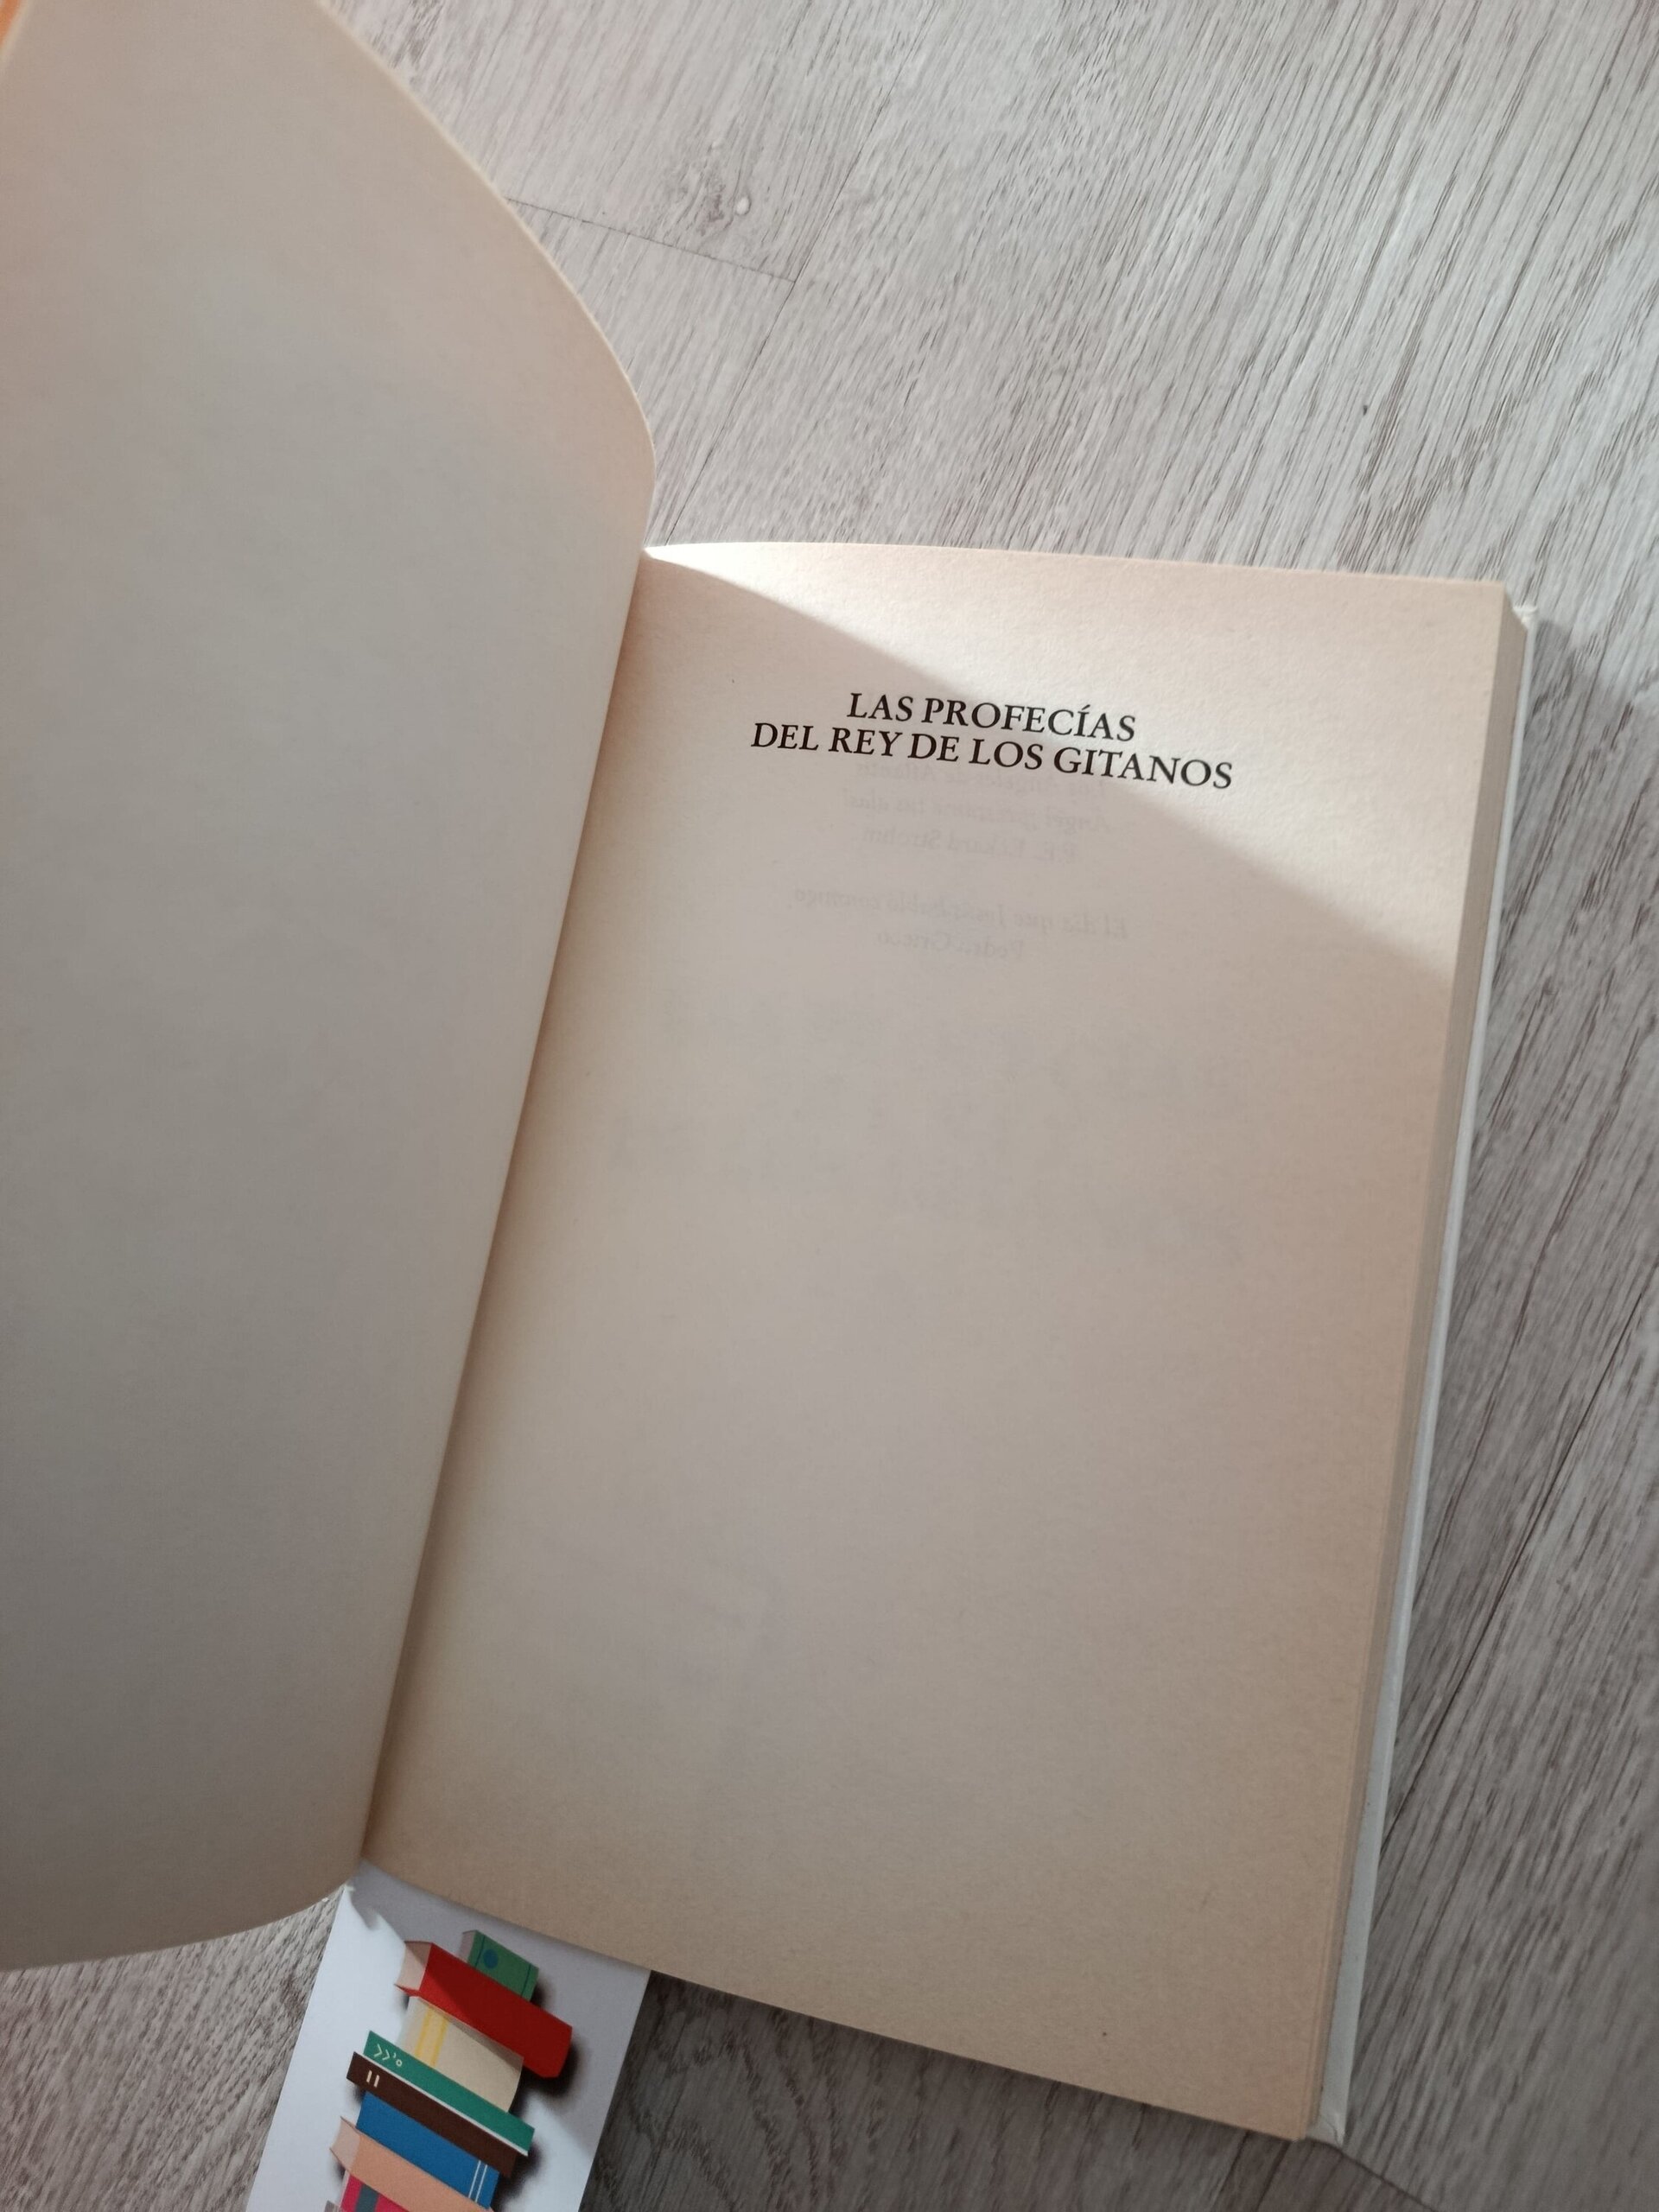 LAS PROFECÍAS
DEL REY DE LOS GITANOS